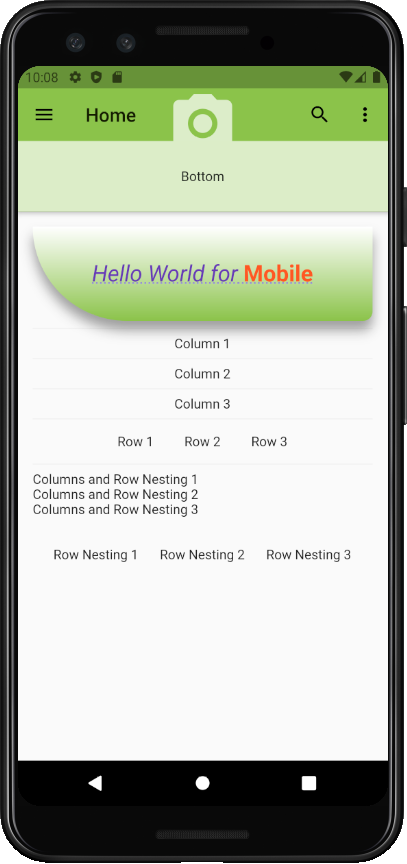 10:08
Home
Bottom
Hello World for Mobile
Column 1
Column 2
Column 3
Row 1 Row 2 Row 3
Columns and Row Nesting 1
Columns and Row Nesting 2
Columns and Row Nesting 3
Row Nesting 1 Row Nesting 2 Row Nesting 3